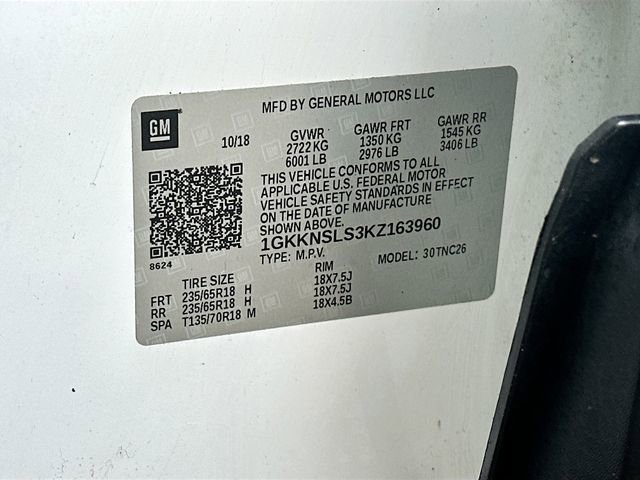 MFD BY GENERAL MOTORS LLC
GM
10/18 GVWR GAWR FRT GAWR RR
2722 KG 1350 KG 1545 KG
6001 LB 2976 LB 3406 LB
THIS VEHICLE CONFORMS TO ALL
APPLICABLE U.S. FEDERAL MOTOR
VEHICLE SAFETY STANDARDS IN EFFECT
ON THE DATE OF MANUFACTURE
SHOWN ABOVE.
1GKKNSLS3KZ163960
TYPE: M.P.V. MODEL: 30TNC26
8624
TIRE SIZE RIM
FRT 235/65R18 H 18X7.5J
RR 235/65R18 H 18X7.5J
SPA T135/70R18 M 18X4.5B